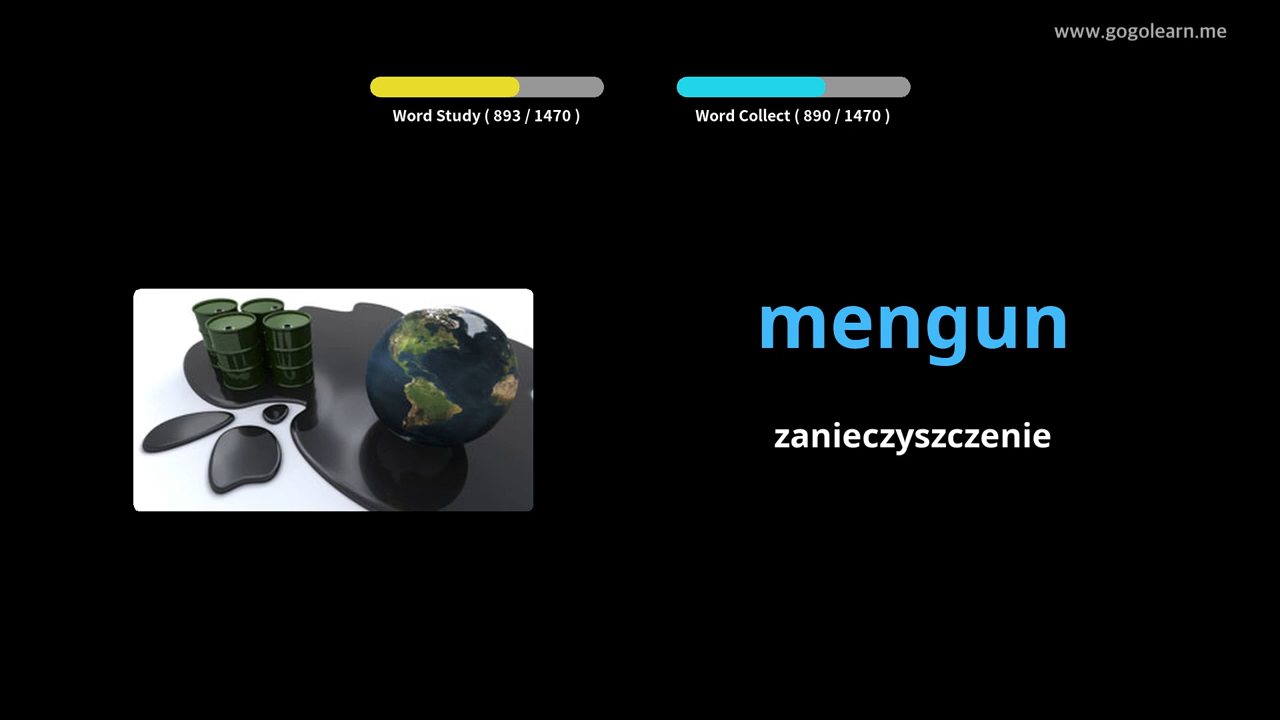 www.gogolearn.me
Word Study ( 893 / 1470 )
Word Collect ( 890 / 1470 )
mengun
zanieczyszczenie